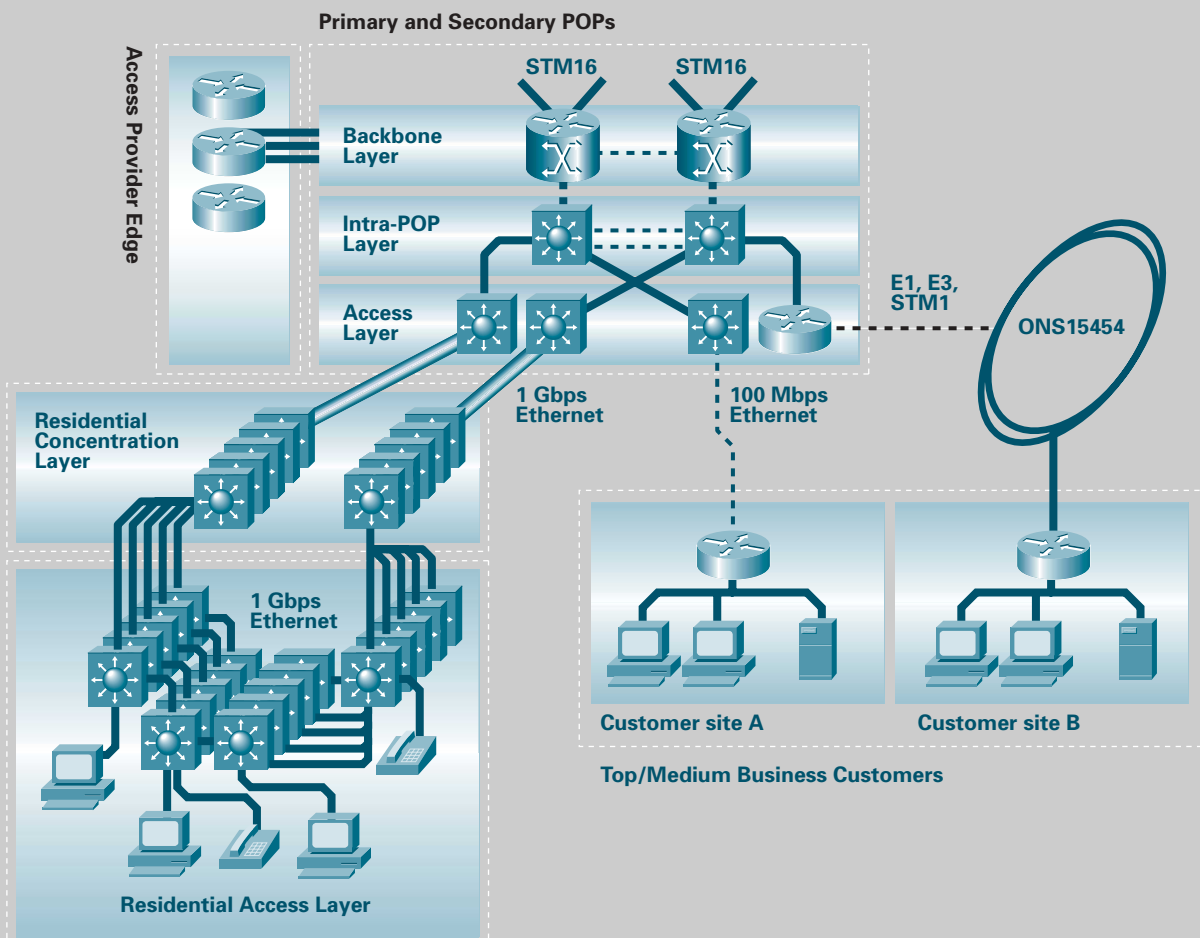 Primary and Secondary POPs
Access Provider Edge
STM16
STM16
Backbone
Layer
Intra-POP
Layer
Access
Layer
E1, E3,
STM1
ONS15454
1 Gbps
Ethernet
100 Mbps
Ethernet
Residential
Concentration
Layer
1 Gbps
Ethernet
Customer site A
Customer site B
Top/Medium Business Customers
Residential Access Layer